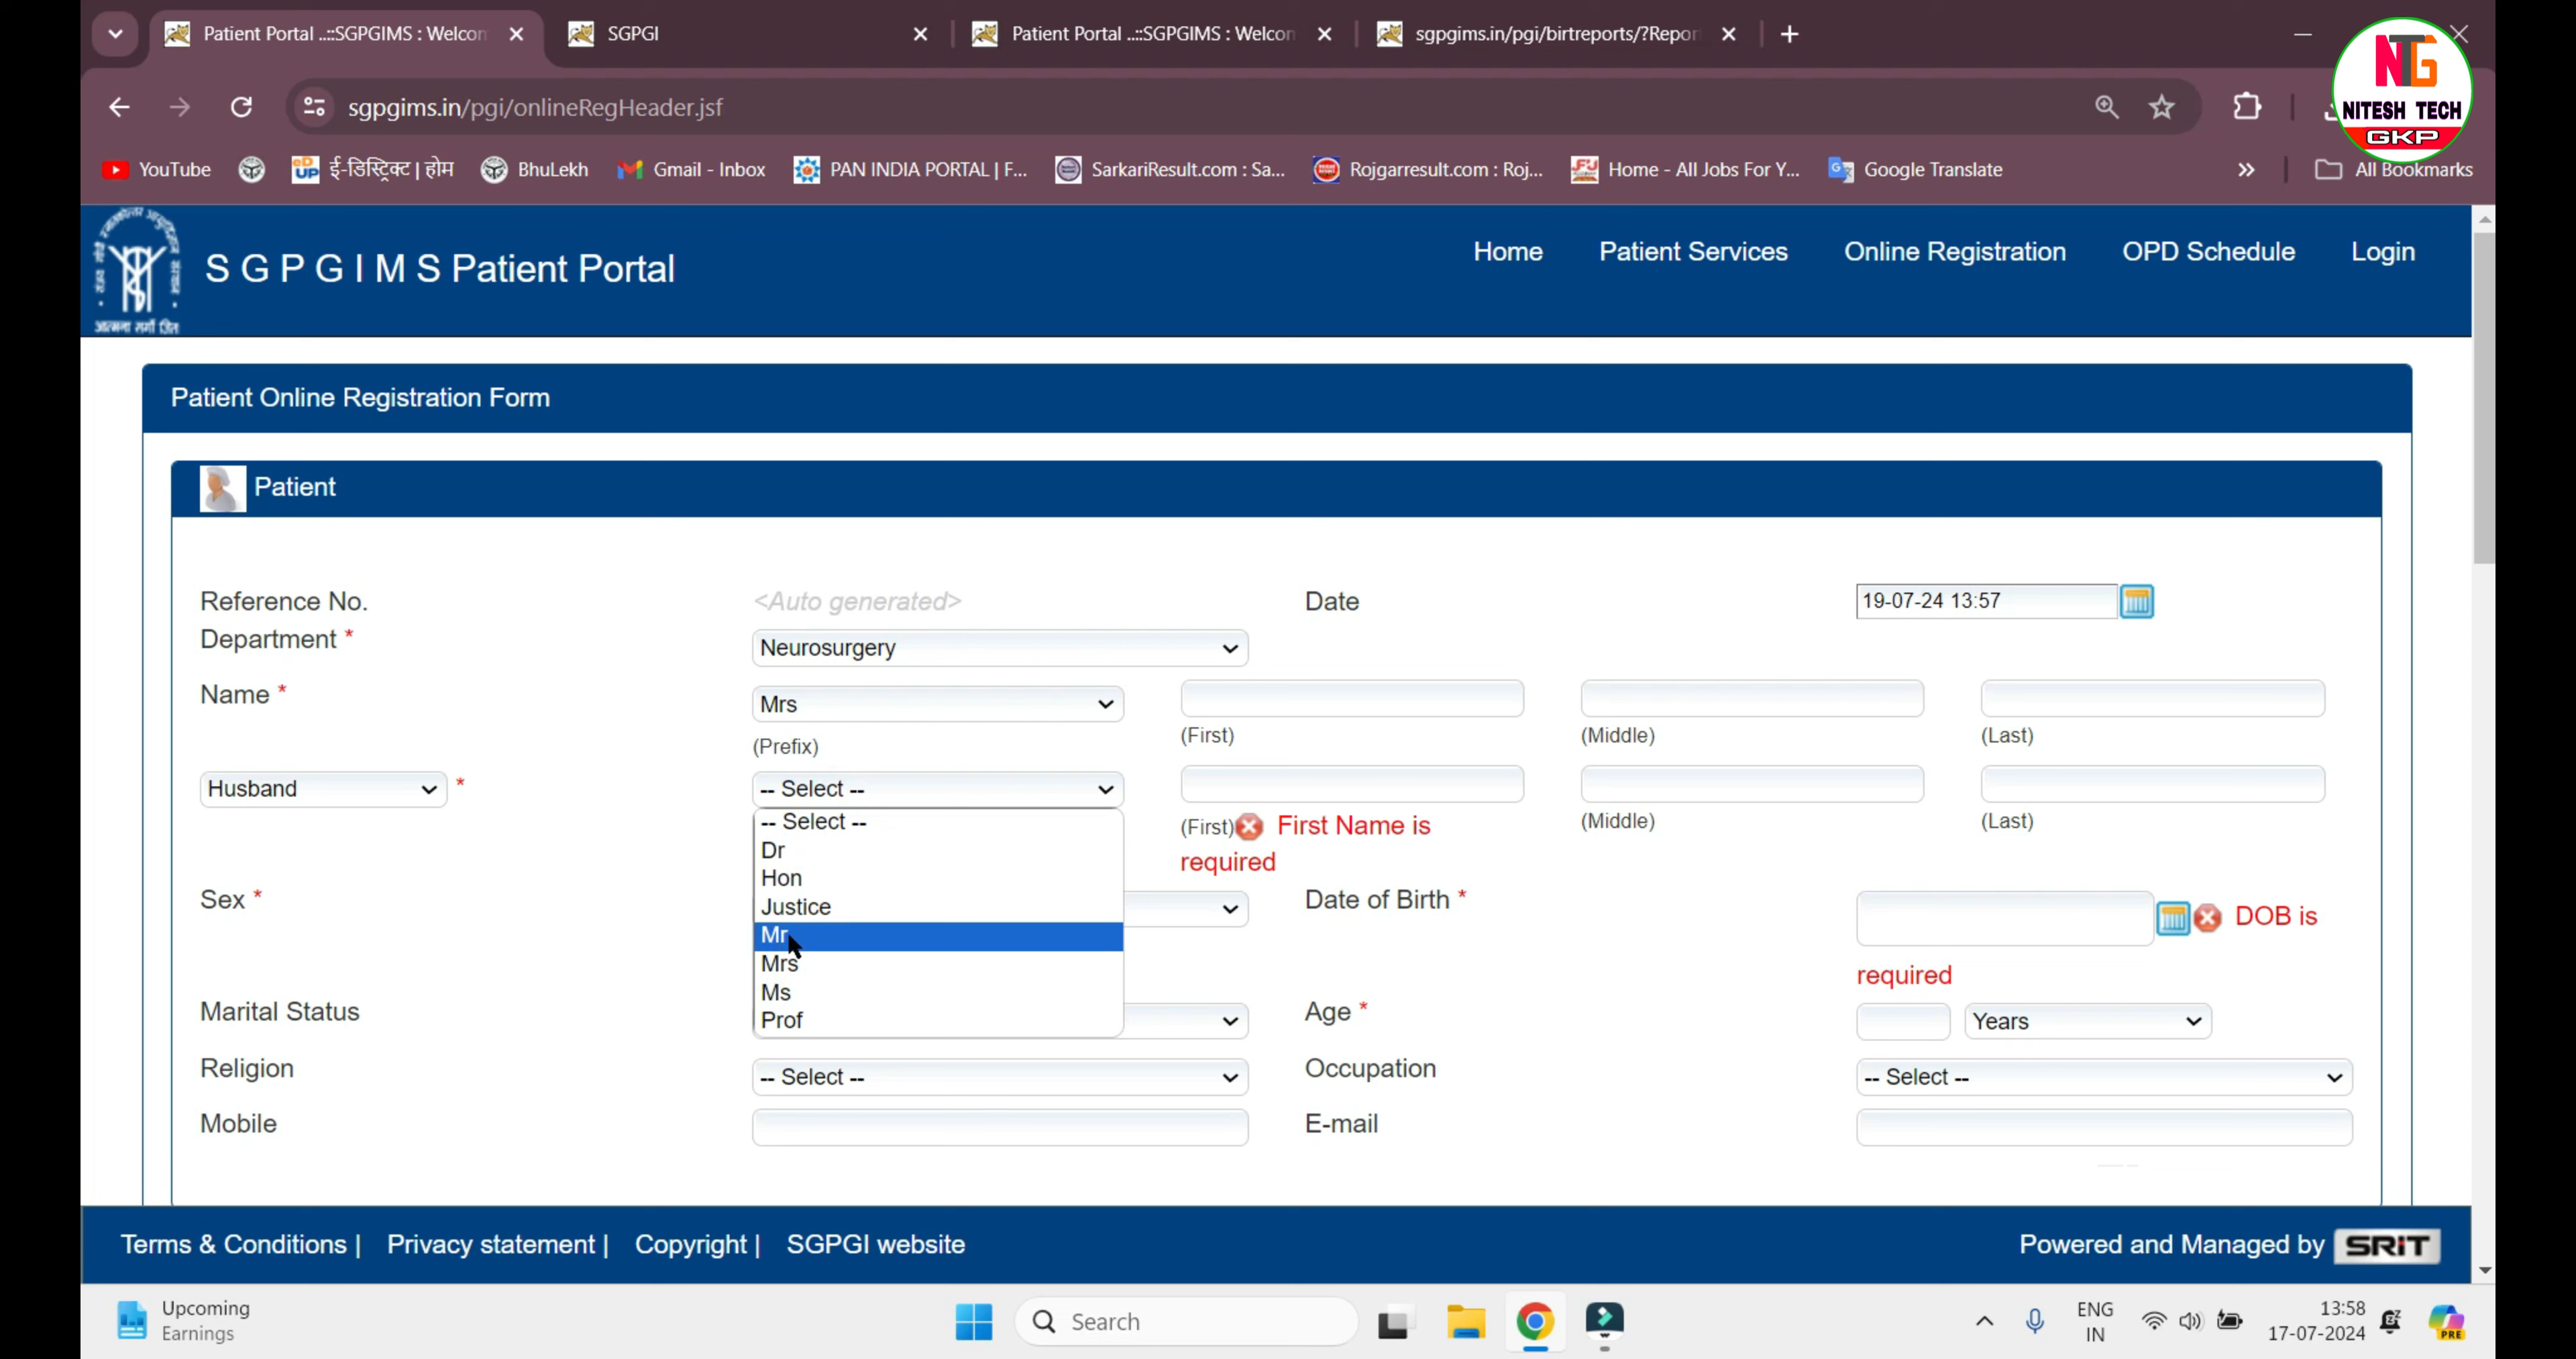 Patient Portal ..::SGPGIMS : Welcon
SGPGI
Patient Portal ..::SGPGIMS : Welcon
sgpgims.in/pgi/birtreports/?Repor
NTG
NITESH TECH
GKP
sgpgims.in/pgi/onlineRegHeader.jsf
YouTube
ई-डिस्ट्रिक्ट | होम
BhuLekh
Gmail - Inbox
PAN INDIA PORTAL | F...
SarkariResult.com : Sa...
Rojgarresult.com : Roj...
Home - All Jobs For Y...
Google Translate
All Bookmarks
S G P G I M S Patient Portal
Home
Patient Services
Online Registration
OPD Schedule
Login
Patient Online Registration Form
Patient
Reference No.
<Auto generated>
Date
19-07-24 13:57
Department *
Neurosurgery
Name *
Mrs
(Prefix)
(First)
(Middle)
(Last)
Husband
*
-- Select --
(First)
First Name is
required
(Middle)
(Last)
-- Select --
Dr
Hon
Justice
Mr
Mrs
Ms
Prof
Sex *
Date of Birth *
DOB is
required
Marital Status
Age *
Years
Religion
-- Select --
Occupation
-- Select --
Mobile
E-mail
Terms & Conditions |
Privacy statement |
Copyright |
SGPGI website
Powered and Managed by
SRiT
Upcoming
Earnings
Search
ENG
IN
13:58
17-07-2024
PRE